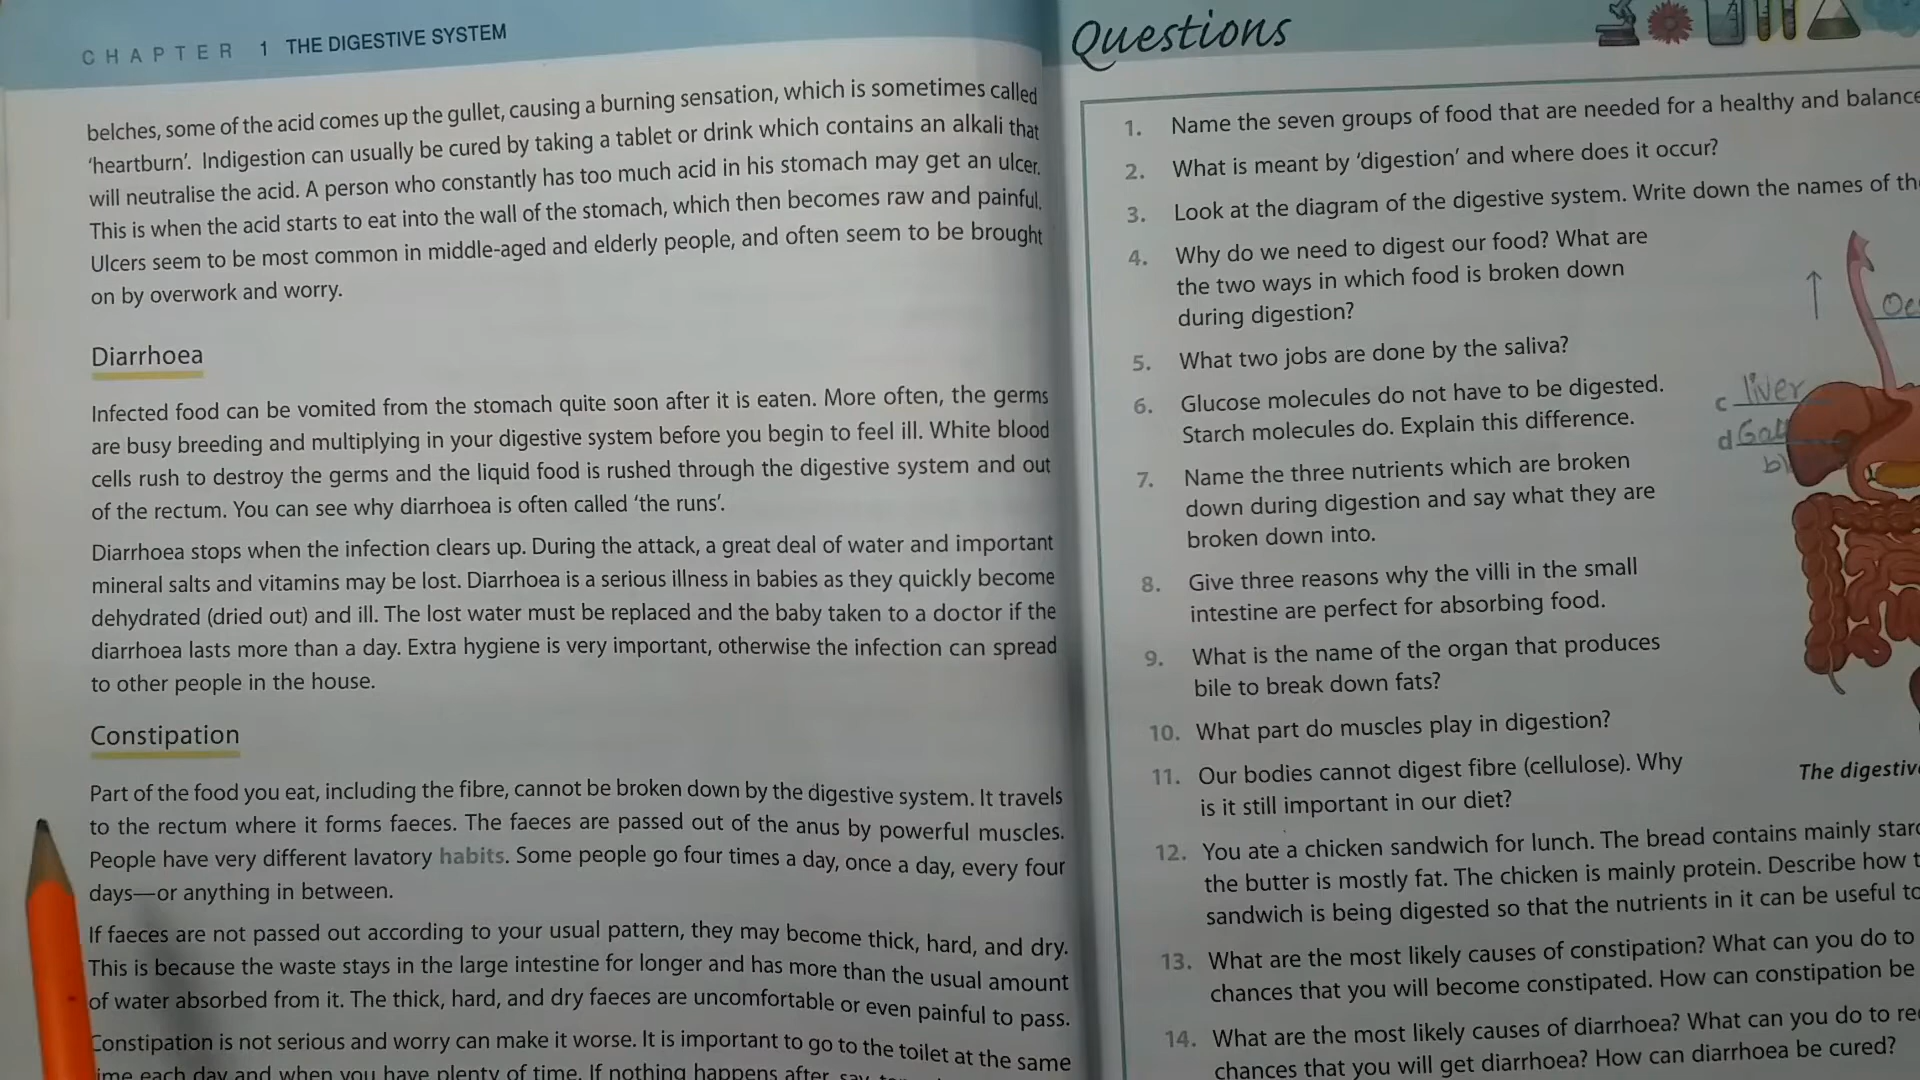 CHAPTER 1 THE DIGESTIVE SYSTEM
belches, some of the acid comes up the gullet, causing a burning sensation, which is sometimes called
'heartburn'. Indigestion can usually be cured by taking a tablet or drink which contains an alkali that
will neutralise the acid. A person who constantly has too much acid in his stomach may get an ulcer.
This is when the acid starts to eat into the wall of the stomach, which then becomes raw and painful.
Ulcers seem to be most common in middle-aged and elderly people, and often seem to be brought
on by overwork and worry.
Diarrhoea
Infected food can be vomited from the stomach quite soon after it is eaten. More often, the germs
are busy breeding and multiplying in your digestive system before you begin to feel ill. White blood
cells rush to destroy the germs and the liquid food is rushed through the digestive system and out
of the rectum. You can see why diarrhoea is often called 'the runs'.
Diarrhoea stops when the infection clears up. During the attack, a great deal of water and important
mineral salts and vitamins may be lost. Diarrhoea is a serious illness in babies as they quickly become
dehydrated (dried out) and ill. The lost water must be replaced and the baby taken to a doctor if the
diarrhoea lasts more than a day. Extra hygiene is very important, otherwise the infection can spread
to other people in the house.
Constipation
Part of the food you eat, including the fibre, cannot be broken down by the digestive system. It travels
to the rectum where it forms faeces. The faeces are passed out of the anus by powerful muscles.
People have very different lavatory habits. Some people go four times a day, once a day, every four
days—or anything in between.
If faeces are not passed out according to your usual pattern, they may become thick, hard, and dry.
This is because the waste stays in the large intestine for longer and has more than the usual amount
of water absorbed from it. The thick, hard, and dry faeces are uncomfortable or even painful to pass.
Constipation is not serious and worry can make it worse. It is important to go to the toilet at the same
time each day and when you have plenty of time. If nothing happens after, say
Questions
1. Name the seven groups of food that are needed for a healthy and balance
2. What is meant by 'digestion' and where does it occur?
3. Look at the diagram of the digestive system. Write down the names of th
4. Why do we need to digest our food? What are
the two ways in which food is broken down
during digestion?
5. What two jobs are done by the saliva?
6. Glucose molecules do not have to be digested.
Starch molecules do. Explain this difference.
7. Name the three nutrients which are broken
down during digestion and say what they are
broken down into.
8. Give three reasons why the villi in the small
intestine are perfect for absorbing food.
9. What is the name of the organ that produces
bile to break down fats?
10. What part do muscles play in digestion?
11. Our bodies cannot digest fibre (cellulose). Why
is it still important in our diet?
12. You ate a chicken sandwich for lunch. The bread contains mainly starc
the butter is mostly fat. The chicken is mainly protein. Describe how t
sandwich is being digested so that the nutrients in it can be useful to
13. What are the most likely causes of constipation? What can you do to
chances that you will become constipated. How can constipation be
14. What are the most likely causes of diarrhoea? What can you do to re
chances that you will get diarrhoea? How can diarrhoea be cured?
Oe
c liver
d Gall
bl
The digestiv